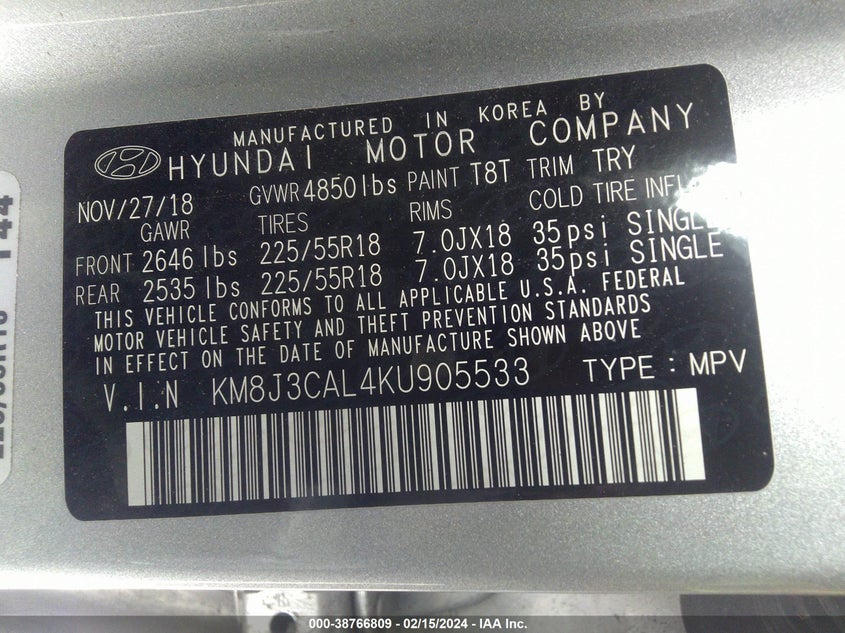 MANUFACTURED IN KOREA BY
HYUNDAI MOTOR COMPANY
NOV/27/18 GVWR 4850lbs PAINT T8T TRIM TRY
GAWR TIRES RIMS COLD TIRE INFL
FRONT 2646 lbs 225/55R18 7.0JX18 35psi SINGLE
REAR 2535 lbs 225/55R18 7.0JX18 35psi SINGLE
THIS VEHICLE CONFORMS TO ALL APPLICABLE U.S.A. FEDERAL
MOTOR VEHICLE SAFETY AND THEFT PREVENTION STANDARDS
IN EFFECT ON THE DATE OF MANUFACTURE SHOWN ABOVE
V.I.N KM8J3CAL4KU905533 TYPE: MPV
000-38766809 - 02/15/2024 - IAA Inc.